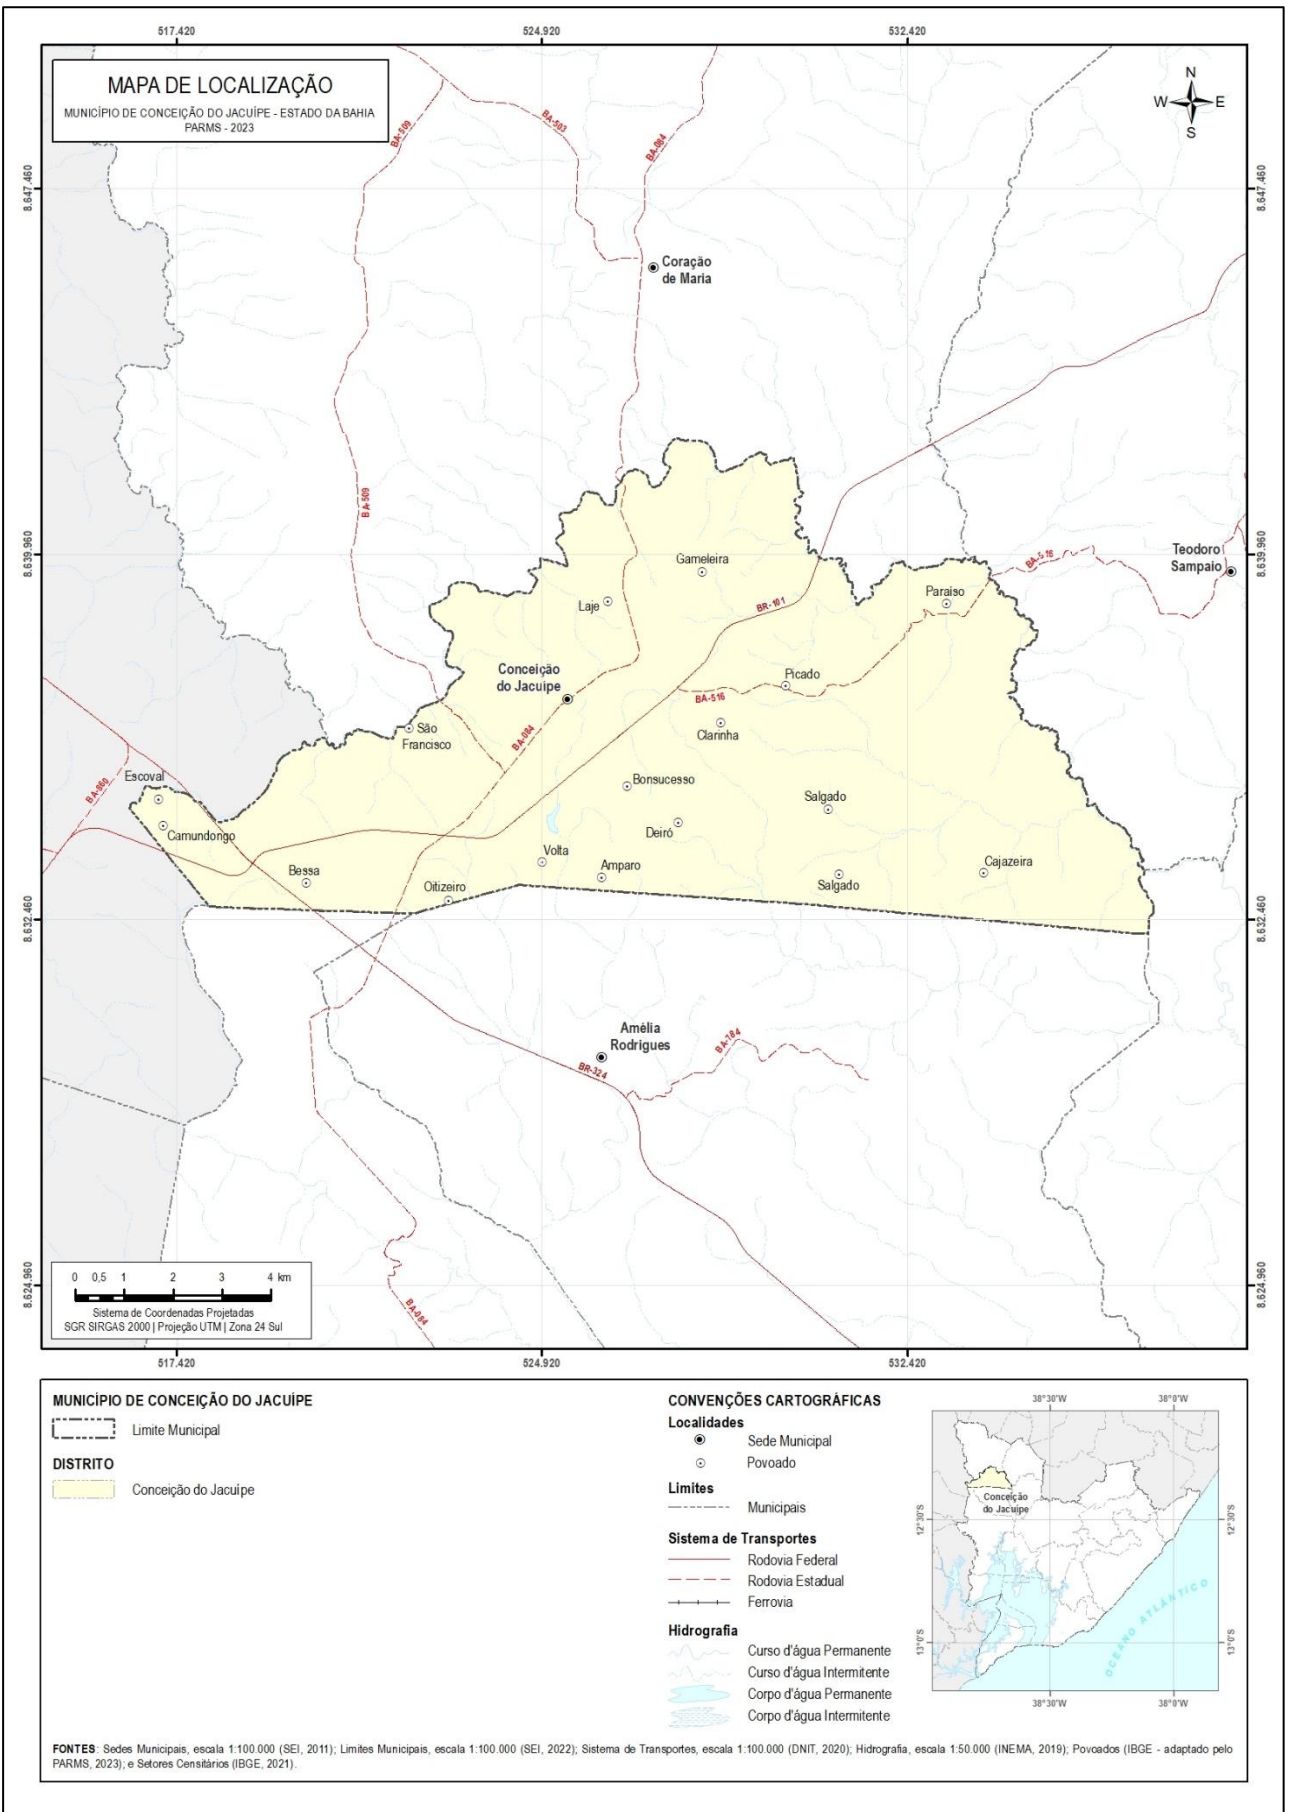 517.420
524.920
532.420
MAPA DE LOCALIZAÇÃO
MUNICÍPIO DE CONCEIÇÃO DO JACUÍPE - ESTADO DA BAHIA
PARMS - 2023
N
W
E
S
BA-509
BA-503
BA-084
8.647.460
8.647.460
Coração
de Maria
BA-509
8.639.960
8.639.960
Teodoro
Sampaio
BA-516
Gameleira
Laje
BR-101
Paraíso
Conceição
do Jacuípe
Picado
BA-516
Clarinha
São
Francisco
BA-084
Escoval
BA-960
Bonsucesso
Salgado
Camundongo
Deiró
Volta
Bessa
Amparo
Cajazeira
Oitizeiro
Salgado
8.632.460
8.632.460
Amélia
Rodrigues
BA-784
BR-324
8.624.960
8.624.960
BA-084
0 0,5 1 2 3 4 km
Sistema de Coordenadas Projetadas
SGR SIRGAS 2000 | Projeção UTM | Zona 24 Sul
517.420
524.920
532.420
MUNICÍPIO DE CONCEIÇÃO DO JACUÍPE
Limite Municipal
DISTRITO
Conceição do Jacuípe
CONVENÇÕES CARTOGRÁFICAS
Localidades
Sede Municipal
Povoado
Limites
Municipais
Sistema de Transportes
Rodovia Federal
Rodovia Estadual
Ferrovia
Hidrografia
Curso d'água Permanente
Curso d'água Intermitente
Corpo d'água Permanente
Corpo d'água Intermitente
38°30'W
38°0'W
Conceição
do Jacuípe
12°30'S
12°30'S
OCEANO ATLÂNTICO
13°0'S
13°0'S
38°30'W
38°0'W
FONTES: Sedes Municipais, escala 1:100.000 (SEI, 2011); Limites Municipais, escala 1:100.000 (SEI, 2022); Sistema de Transportes, escala 1:100.000 (DNIT, 2020); Hidrografia, escala 1:50.000 (INEMA, 2019); Povoados (IBGE - adaptado pelo
PARMS, 2023); e Setores Censitários (IBGE, 2021).